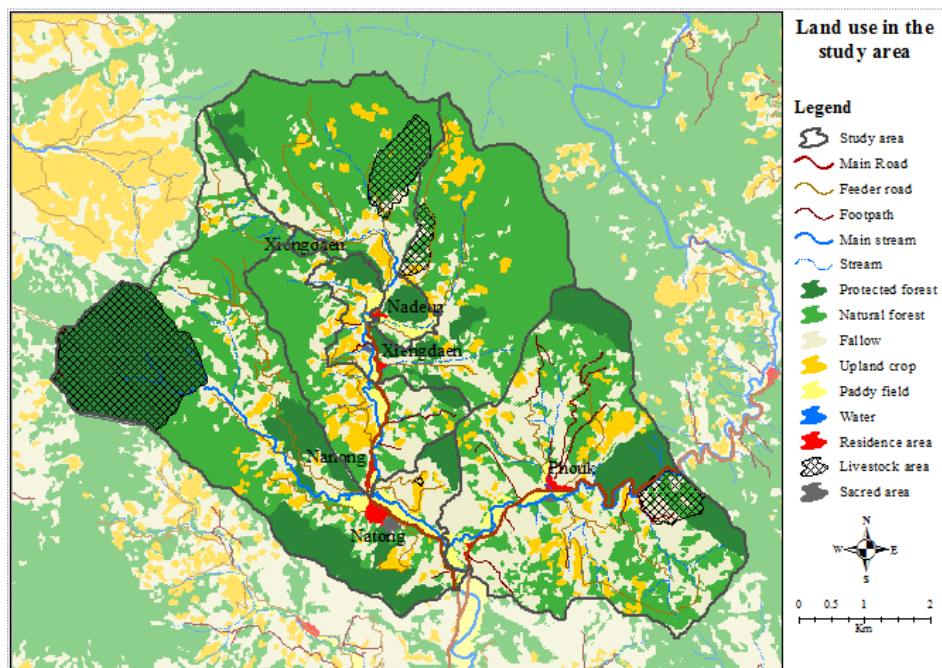 Land use in the
study area
Legend
Study area
Main Road
Feeder road
Footpath
Main stream
Stream
Protected forest
Natural forest
Fallow
Upland crop
Paddy field
Water
Residence area
Livestock area
Sacred area
N
W E
S
0 0.5 1 2
Km
Xiengdaen
Nadeua
Xiengdaen
Nanong
Phouk
Natong